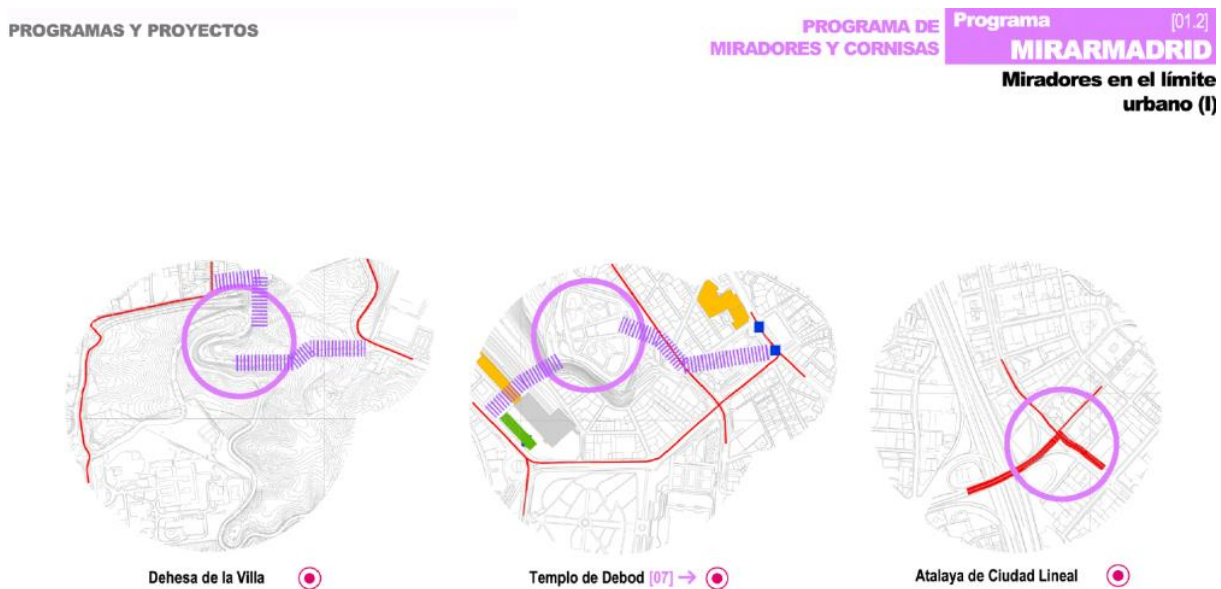 PROGRAMAS Y PROYECTOS
PROGRAMA DE
MIRADORES Y CORNISAS
Programa [01.2]
MIRARMADRID
Miradores en el límite
urbano (I)
Dehesa de la Villa
Templo de Debod [07] →
Atalaya de Ciudad Lineal